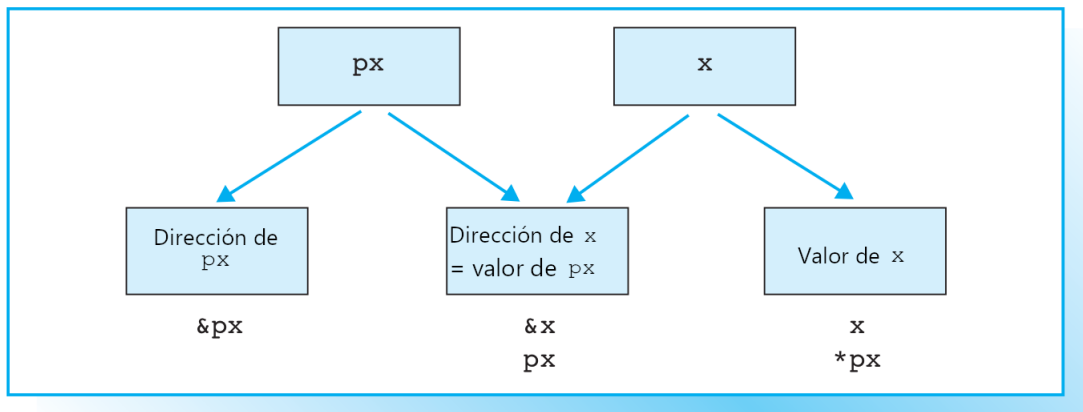 px
x
Dirección de
px
Dirección de x
= valor de px
Valor de x
&px
&x
px
x
*px